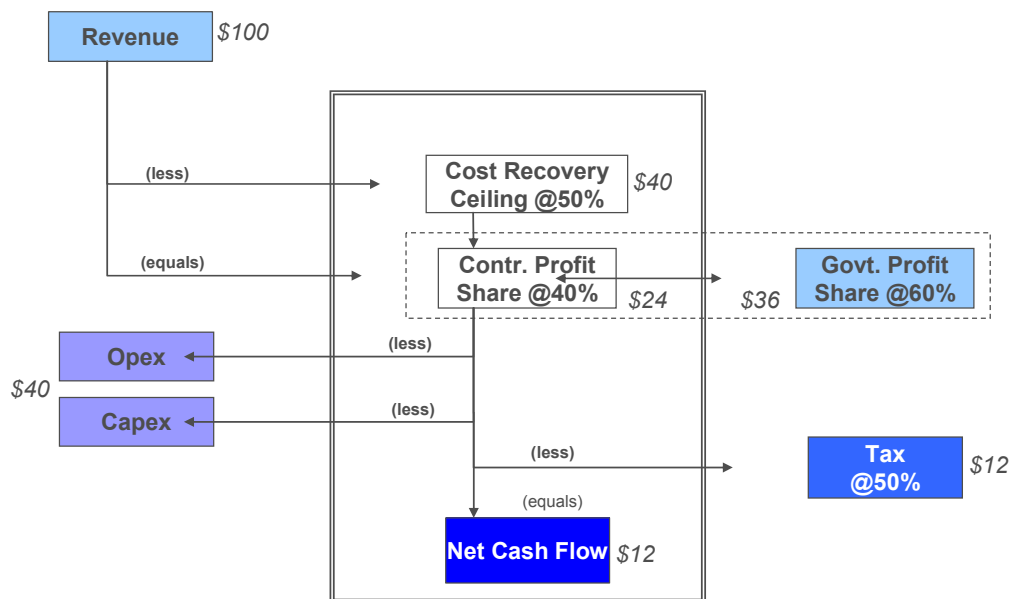 Revenue
$100
(less)
Cost Recovery
Ceiling @50%
$40
(equals)
Contr. Profit
Share @40%
$24
$36
Govt. Profit
Share @60%
(less)
Opex
$40
(less)
Capex
(less)
Tax
@50%
$12
(equals)
Net Cash Flow
$12